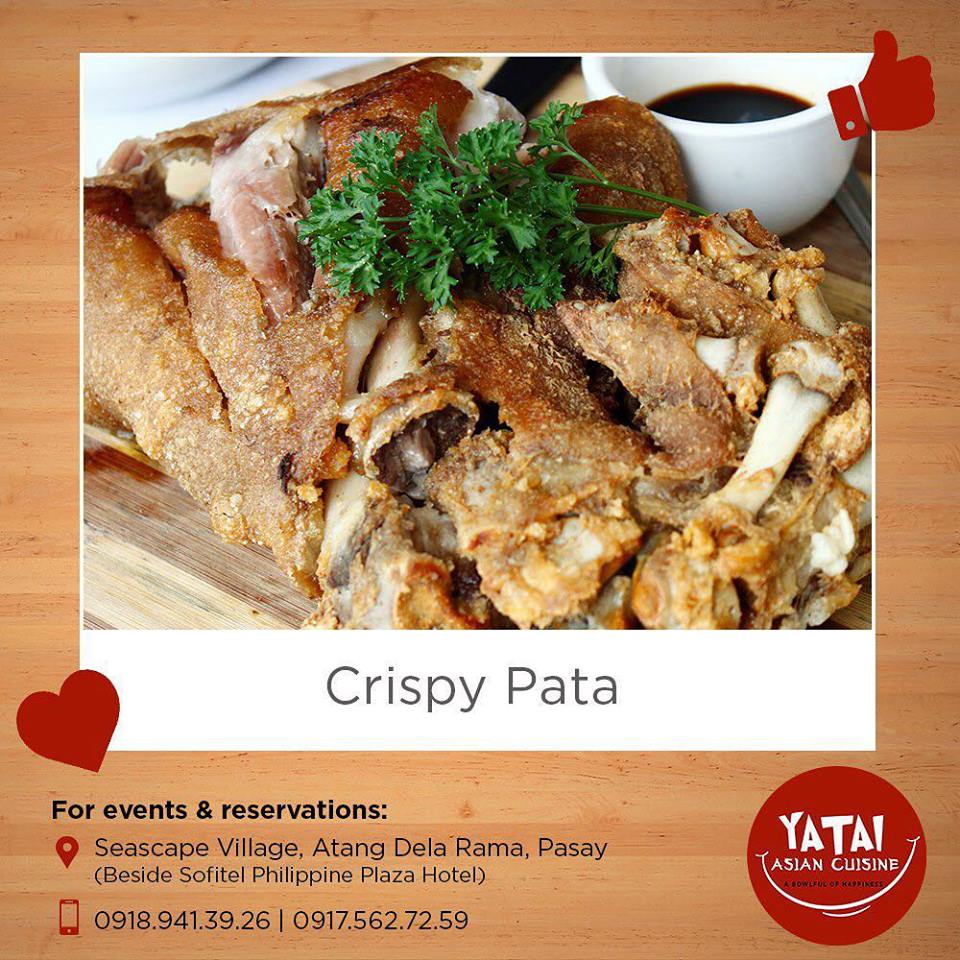 Crispy Pata
For events & reservations:
Seascape Village, Atang Dela Rama, Pasay
(Beside Sofitel Philippine Plaza Hotel)
0918.941.39.26 | 0917.562.72.59
YATAI
ASIAN CUISINE
A BOWLFUL OF HAPPINESS